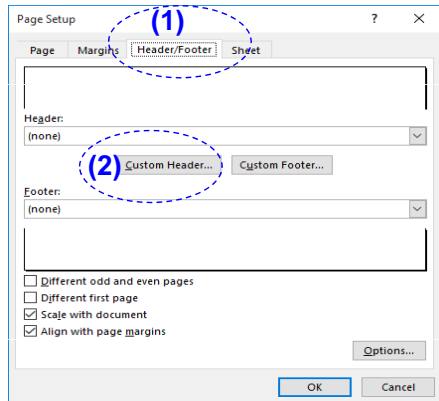 Page Setup ? ×
(1)
Page Margins Header/Footer Sheet
Header:
(none)
(2) Custom Header... Custom Footer...
Footer:
(none)
Different odd and even pages
Different first page
Scale with document
Align with page margins
Options...
OK Cancel